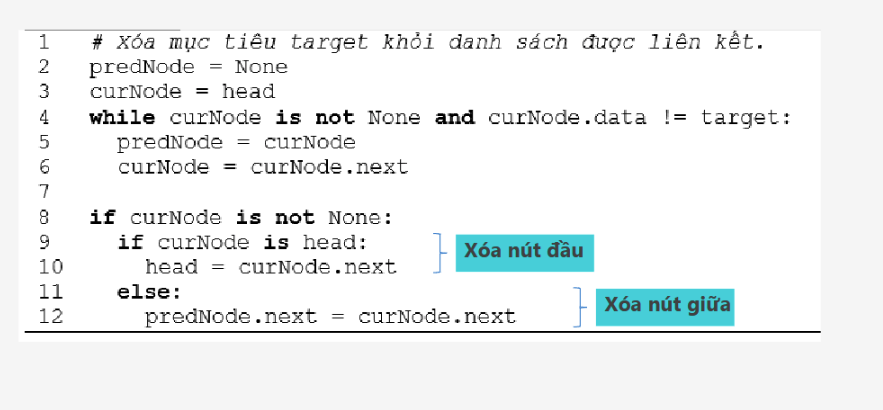 1 # Xóa mục tiêu target khỏi danh sách được liên kết.
2 predNode = None
3 curNode = head
4 while curNode is not None and curNode.data != target:
5 predNode = curNode
6 curNode = curNode.next
7
8 if curNode is not None:
9 if curNode is head:
Xóa nút đầu
10 head = curNode.next
11 else:
Xóa nút giữa
12 predNode.next = curNode.next